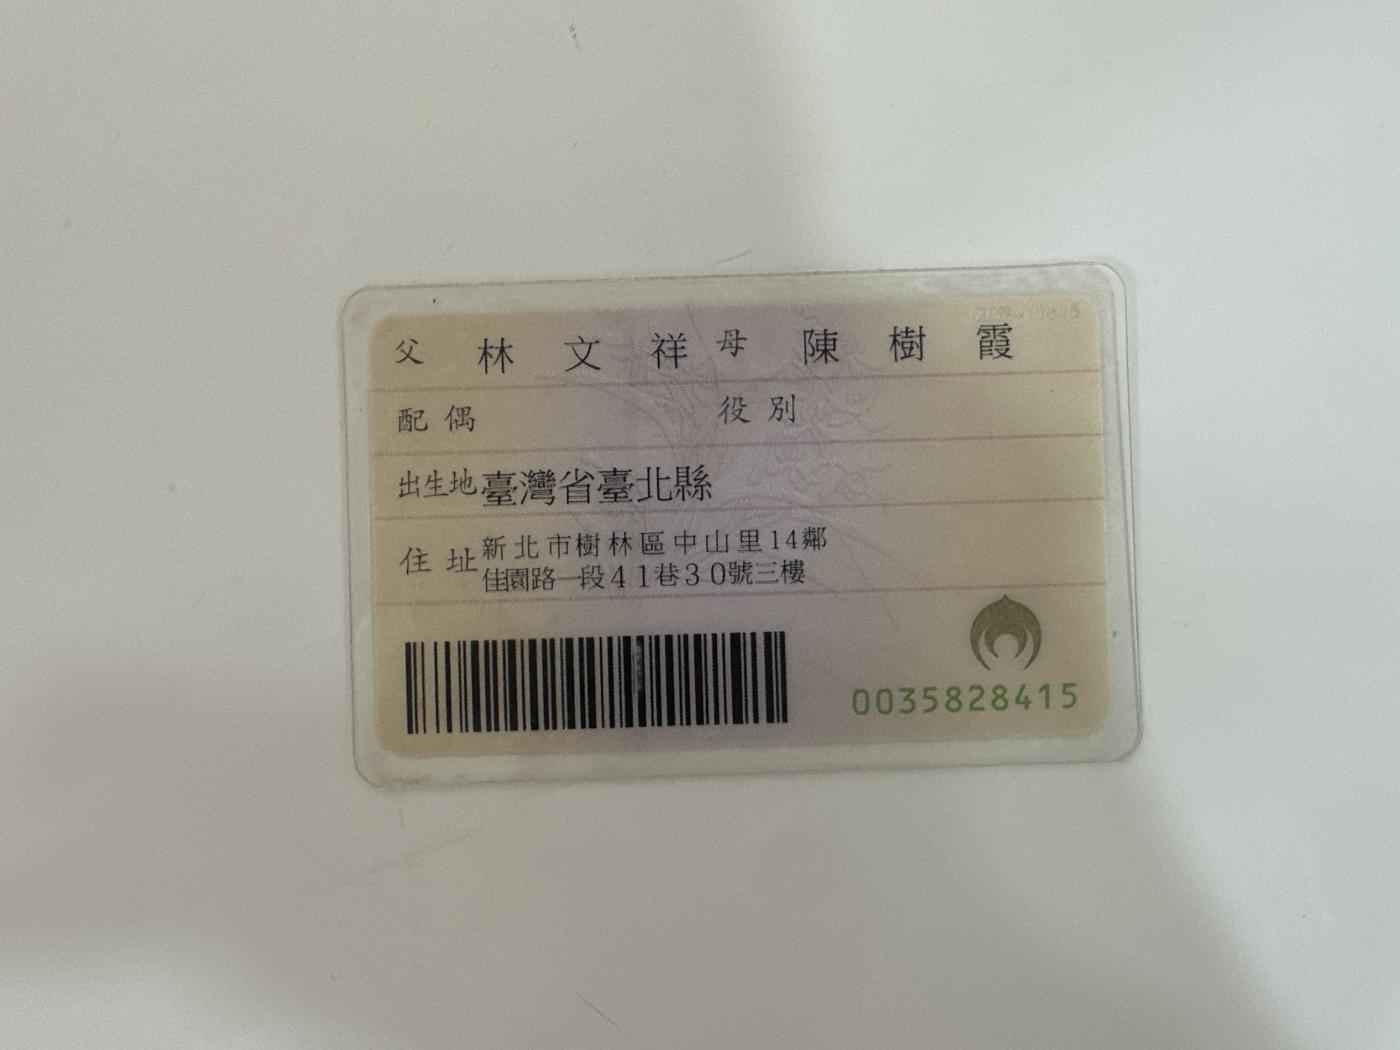 父 林文祥 母 陳樹霞
配偶 役別
出生地 臺灣省臺北縣
住址 新北市樹林區中山里14鄰
佳園路一段41巷30號三樓
0035828415